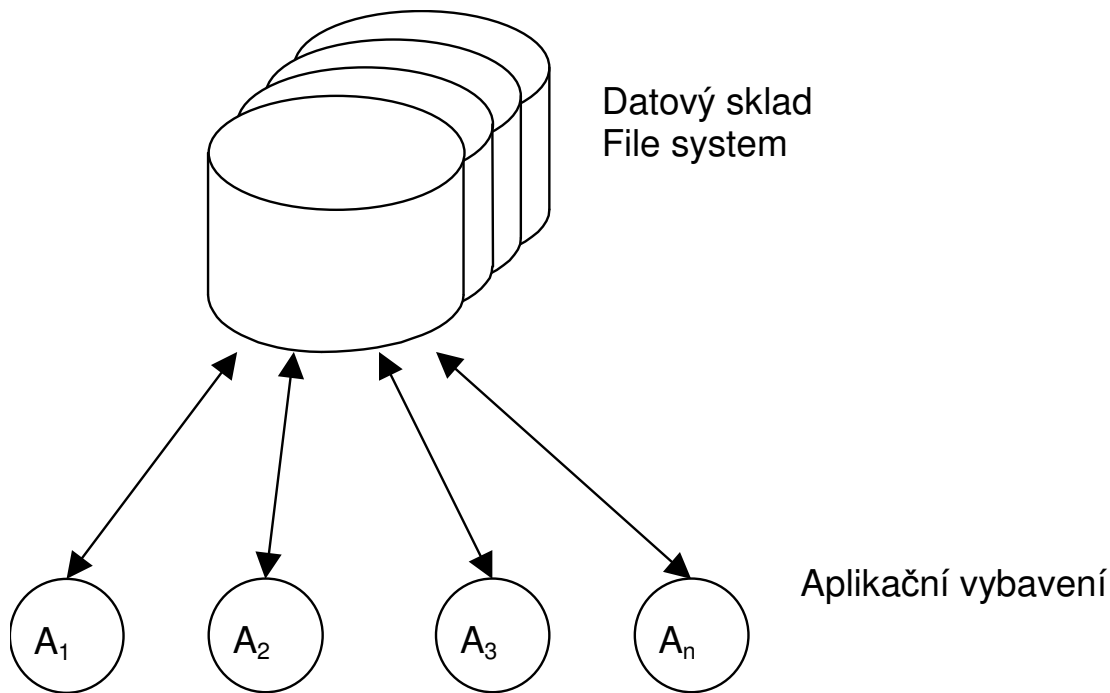 Datový sklad
File system
Aplikační vybavení
A₁
A₂
A₃
Aₙ